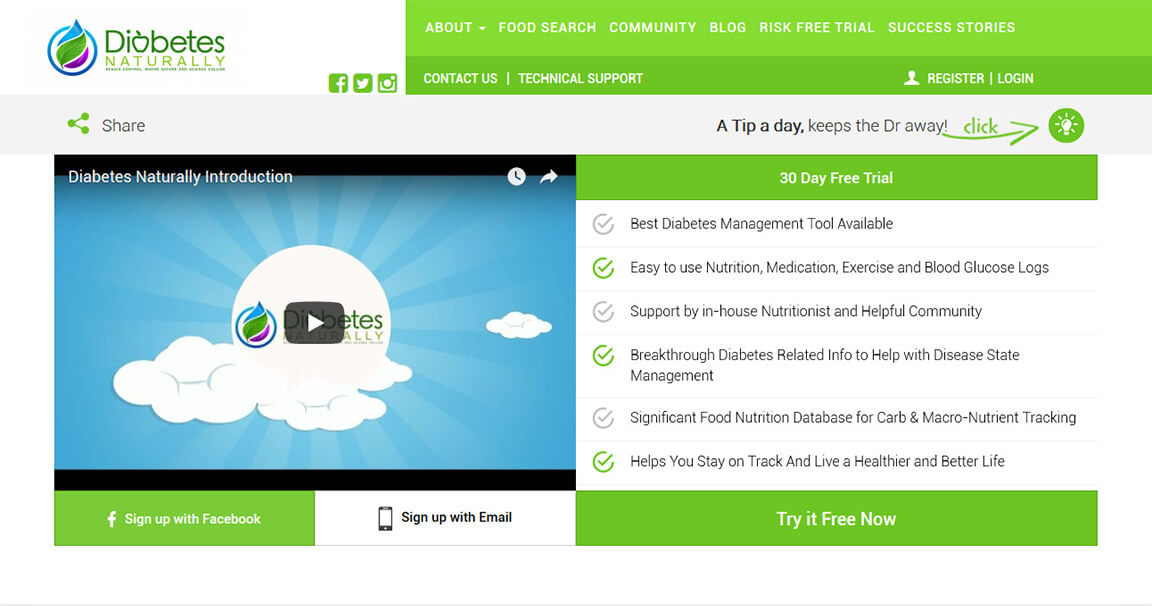 Diabetes
NATURALLY
ABOUT FOOD SEARCH COMMUNITY BLOG RISK FREE TRIAL SUCCESS STORIES
CONTACT US | TECHNICAL SUPPORT
REGISTER | LOGIN
Share
A Tip a day, keeps the Dr away! click
Diabetes Naturally Introduction
Diabetes
NATURALLY
30 Day Free Trial
Best Diabetes Management Tool Available
Easy to use Nutrition, Medication, Exercise and Blood Glucose Logs
Support by in-house Nutritionist and Helpful Community
Breakthrough Diabetes Related Info to Help with Disease State
Management
Significant Food Nutrition Database for Carb & Macro-Nutrient Tracking
Helps You Stay on Track And Live a Healthier and Better Life
Sign up with Facebook
Sign up with Email
Try it Free Now